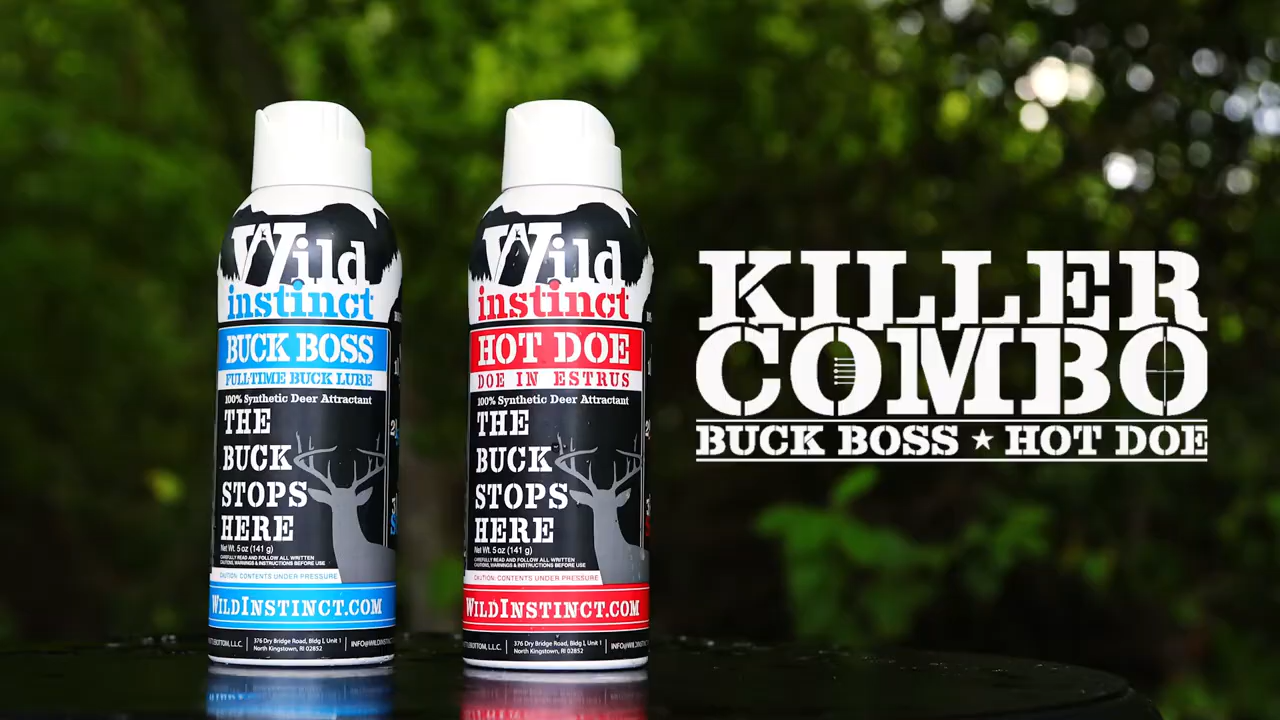 Wild
instinct
BUCK BOSS
FULL-TIME BUCK LURE
100% Synthetic Deer Attractant
THE
BUCK
STOPS
HERE
Net Wt. 5 oz (141 g)
CAREFULLY READ AND FOLLOW ALL WRITTEN
CAUTIONS, WARNINGS & INSTRUCTIONS BEFORE USE
CAUTION: CONTENTS UNDER PRESSURE
WILDINSTINCT.COM
L.L.C. | 376 Dry Bridge Road, Bldg I, Unit 1
North Kingstown, RI 02852
Wild
instinct
HOT DOE
DOE IN ESTRUS
100% Synthetic Deer Attractant
THE
BUCK
STOPS
HERE
Net Wt. 5 oz (141 g)
CAREFULLY READ AND FOLLOW ALL WRITTEN
CAUTIONS, WARNINGS & INSTRUCTIONS BEFORE USE
CAUTION: CONTENTS UNDER PRESSURE
WILDINSTINCT.COM
L.L.C. | 376 Dry Bridge Road, Bldg I, Unit 1
North Kingstown, RI 02852
KILLER
COMBO
BUCK BOSS ★ HOT DOE